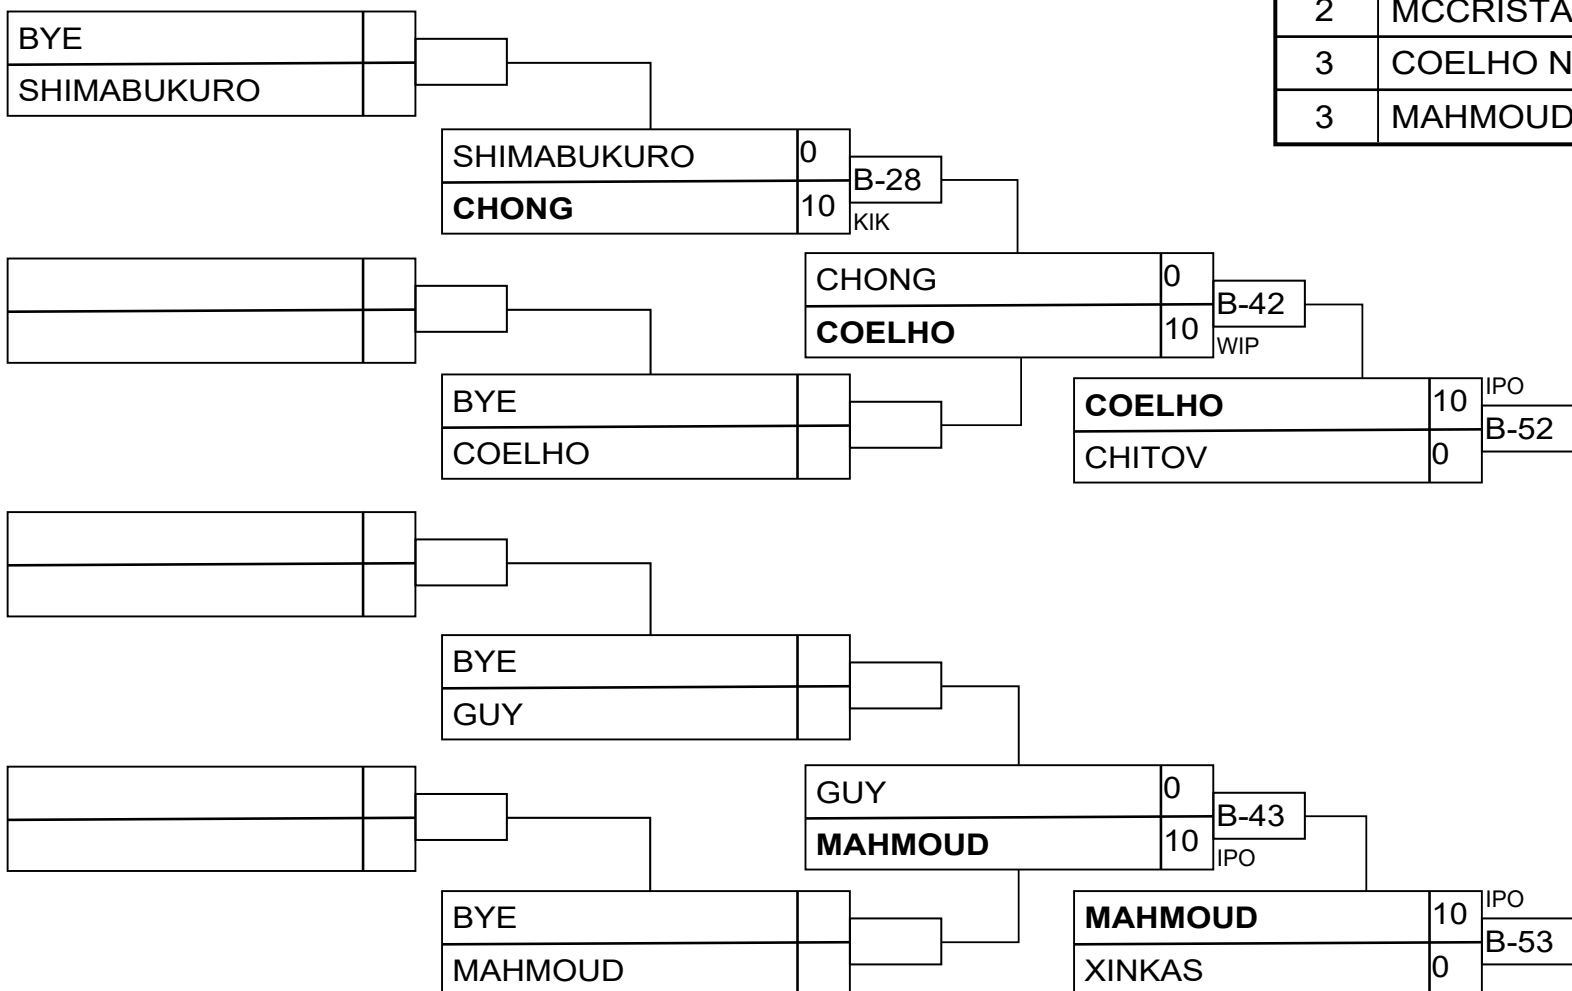 2 MCCRISTA
3 COELHO N
3 MAHMOUD
BYE
SHIMABUKURO
SHIMABUKURO 0
CHONG 10
B-28
KIK
CHONG 0
COELHO 10
B-42
WIP
BYE
COELHO
COELHO 10
CHITOV 0
IPO
B-52
BYE
GUY
GUY 0
MAHMOUD 10
B-43
IPO
BYE
MAHMOUD
MAHMOUD 10
XINKAS 0
IPO
B-53